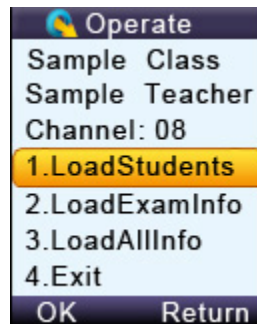 Operate
Sample Class
Sample Teacher
Channel: 08
1.LoadStudents
2.LoadExamInfo
3.LoadAllInfo
4.Exit
OK Return